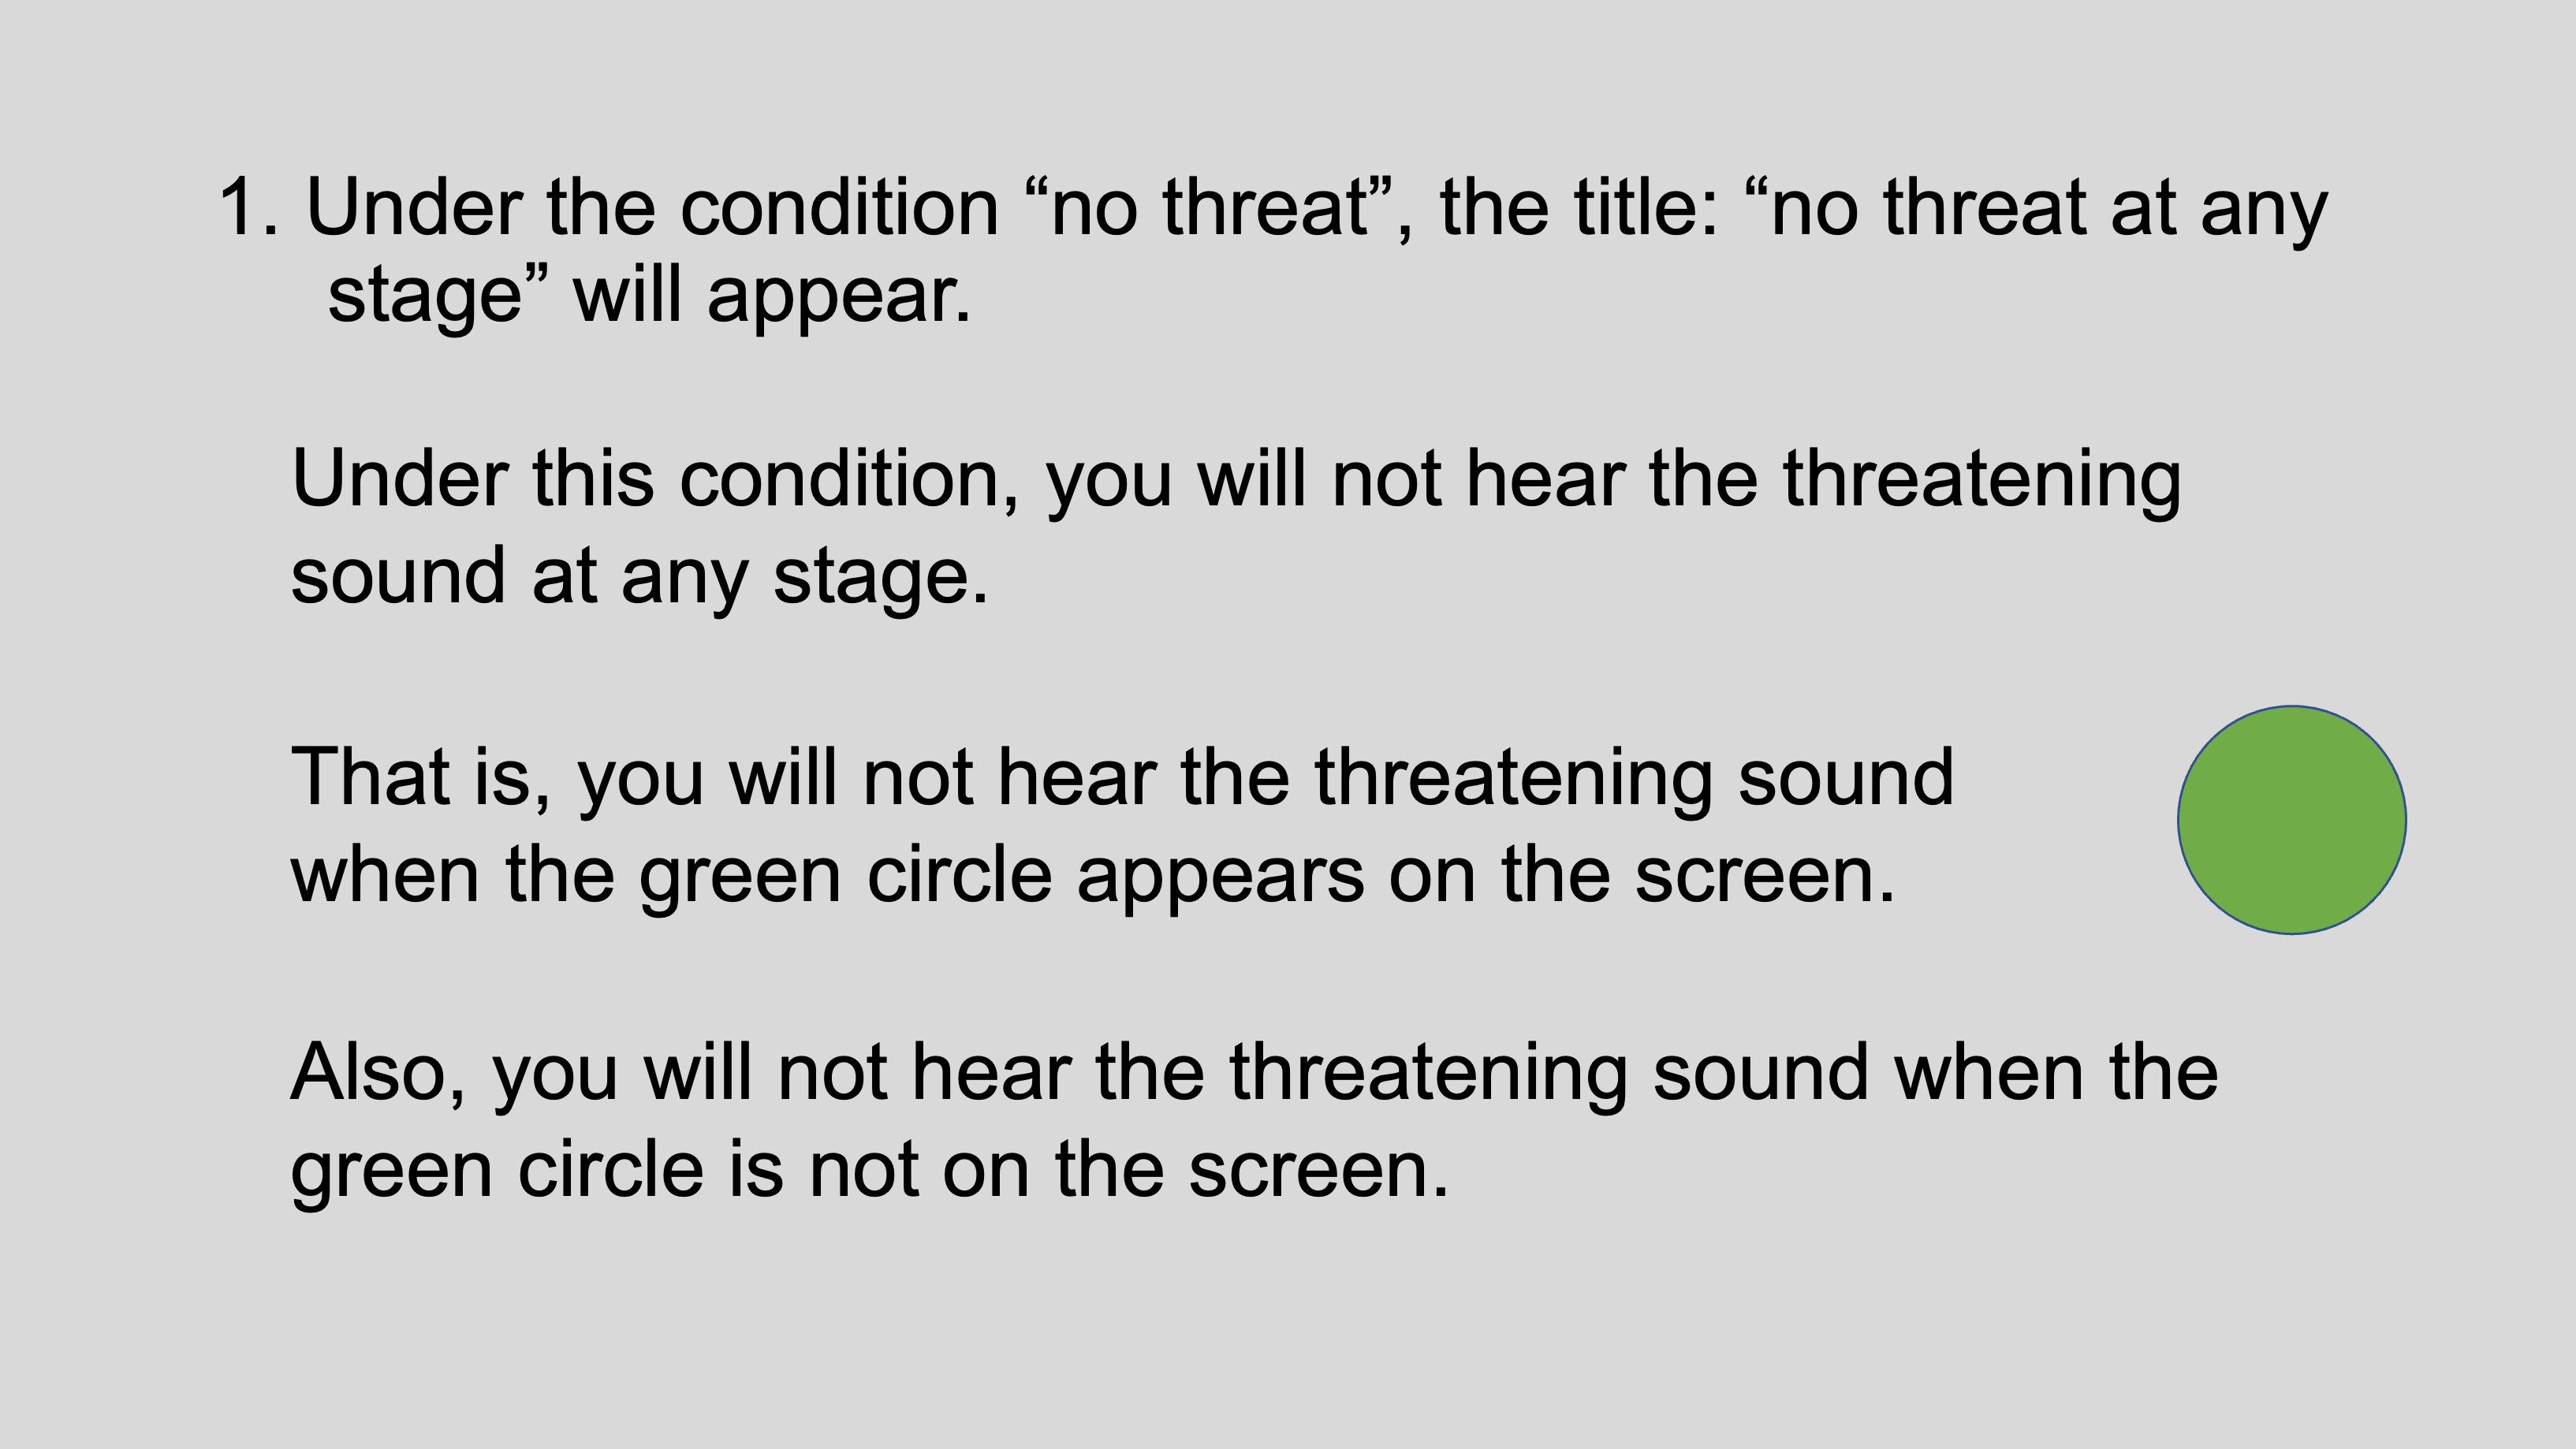 1. Under the condition “no threat”, the title: “no threat at any
stage” will appear.
Under this condition, you will not hear the threatening
sound at any stage.
That is, you will not hear the threatening sound
when the green circle appears on the screen.
Also, you will not hear the threatening sound when the
green circle is not on the screen.